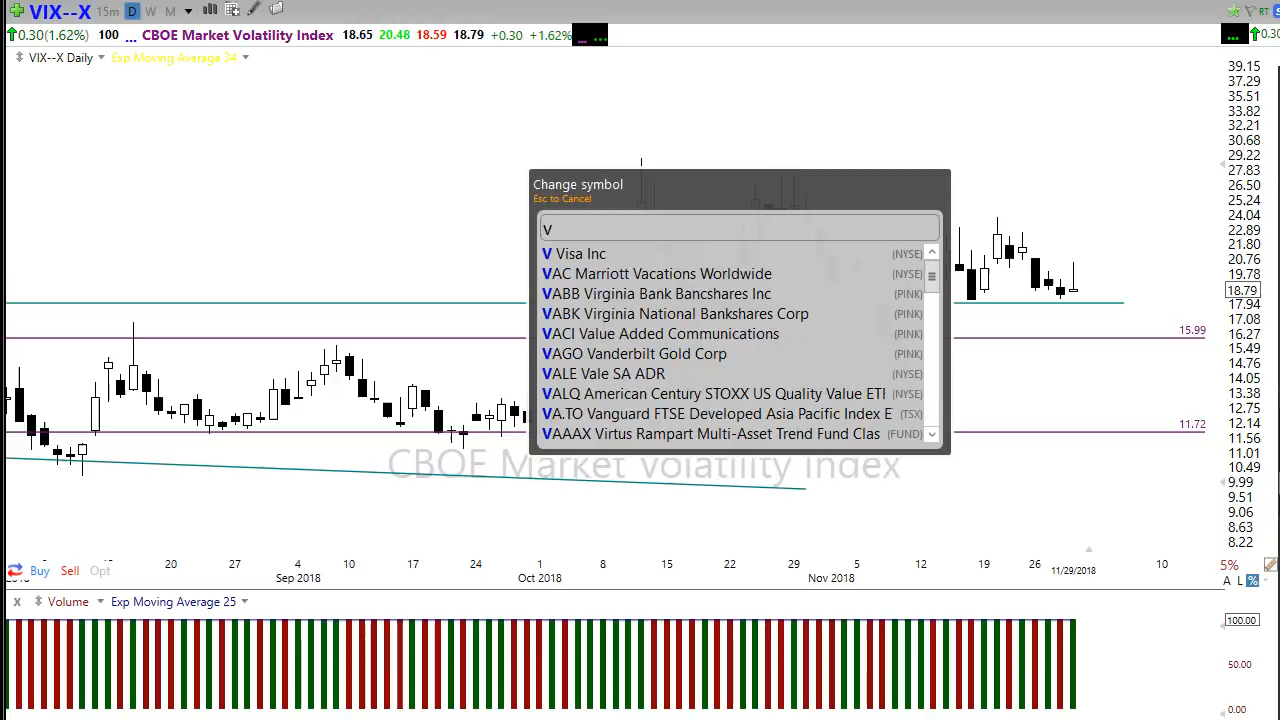 VIX--X 15m D W M RT
0.30(1.62%) 100 ... CBOE Market Volatility Index 18.65 20.48 18.59 18.79 +0.30 +1.62% ... ... 0.30
VIX--X Daily Exp Moving Average 34
39.15
37.29
35.51
33.82
32.21
30.68
29.22
27.83
26.50
25.24
24.04
22.89
21.80
20.76
19.78
18.79
17.94
17.08
16.27
15.49
14.76
14.05
13.38
12.75
12.14
11.56
11.01
10.49
9.99
9.51
9.06
8.63
8.22
15.99
11.72
Change symbol
Esc to Cancel
V
V Visa Inc (NYSE)
VAC Marriott Vacations Worldwide (NYSE)
VABB Virginia Bank Bancshares Inc (PINK)
VABK Virginia National Bankshares Corp (PINK)
VACI Value Added Communications (PINK)
VAGO Vanderbilt Gold Corp (PINK)
VALE Vale SA ADR (NYSE)
VALQ American Century STOXX US Quality Value ETF (NYSE)
VA.TO Vanguard FTSE Developed Asia Pacific Index E (TSX)
VAAAX Virtus Rampart Multi-Asset Trend Fund Clas (FUND)
CBOE Market Volatility Index
20 27 4 10 17 24 1 8 15 22 29 5 12 19 26 10
Sep 2018 Oct 2018 Nov 2018 11/29/2018
Buy Sell Opt 5%
A L %
X Volume Exp Moving Average 25
100.00
50.00
0.00